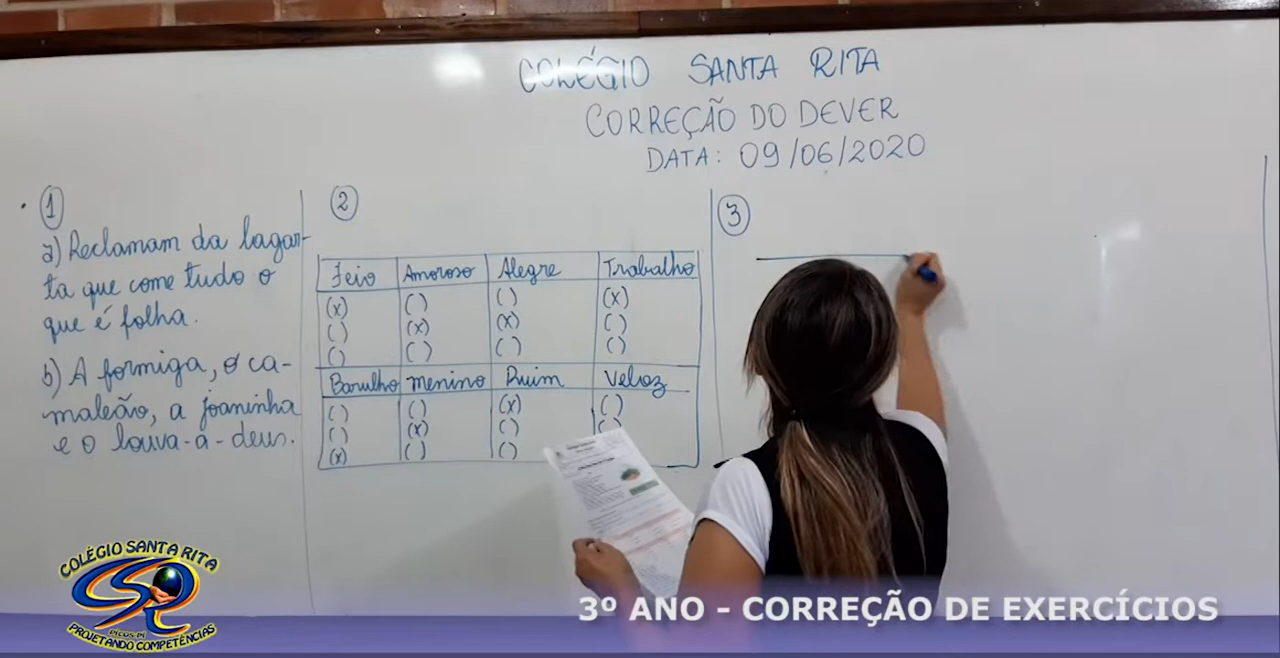 COLÉGIO SANTA RITA
CORREÇÃO DO DEVER
DATA: 09/06/2020
1
a) Reclamam da lagar-
ta que come tudo o
que é folha.
b) A formiga, o ca-
maleão, a joaninha
e o louva-a-deus.
2
Feio Amoroso Alegre Trabalho
(x) ( ) ( ) (x)
( ) (x) (x) ( )
( ) ( ) ( ) ( )
Barulho menino Ruim Veloz
( ) ( ) (x) ( )
( ) (x) ( ) ( )
(x) ( ) ( )
3
COLÉGIO SANTA RITA
PICOS-PI
PROJETANDO COMPETÊNCIAS
3º ANO - CORREÇÃO DE EXERCÍCIOS